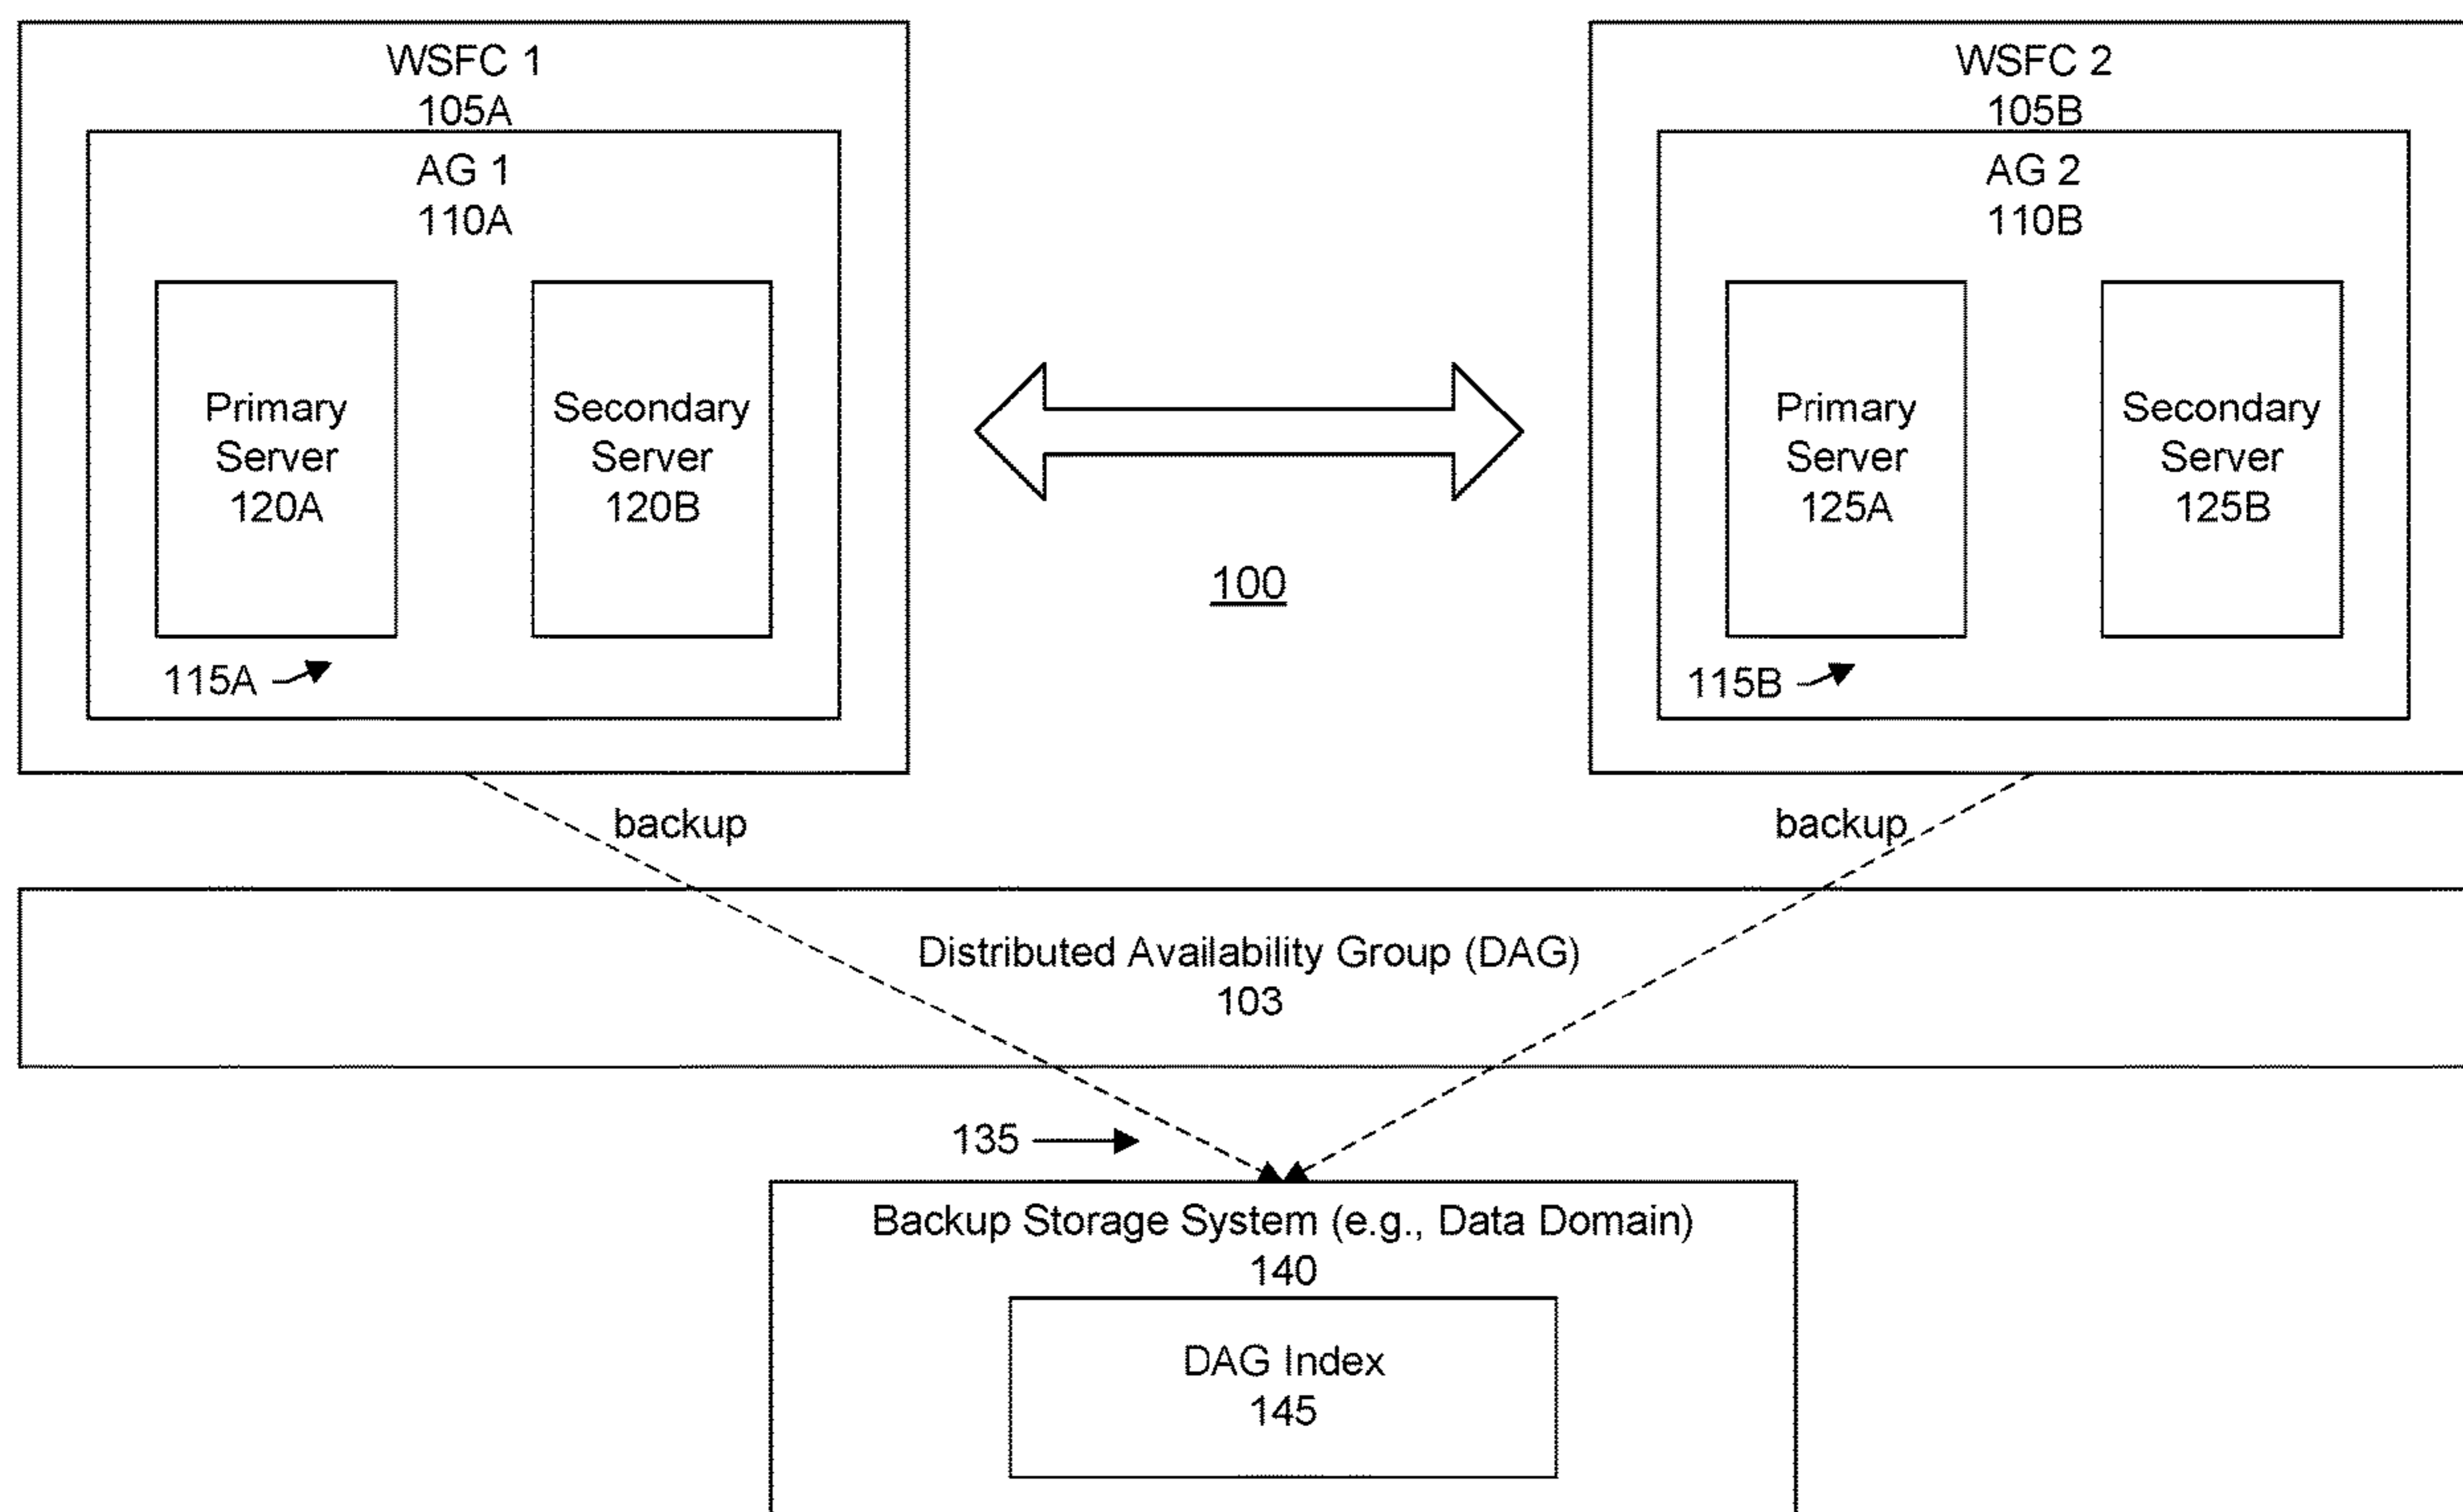 WSFC 1
105A
AG 1
110A
Primary
Server
120A
Secondary
Server
120B
115A
100
WSFC 2
105B
AG 2
110B
Primary
Server
125A
Secondary
Server
125B
115B
backup
backup
Distributed Availability Group (DAG)
103
135
Backup Storage System (e.g., Data Domain)
140
DAG Index
145